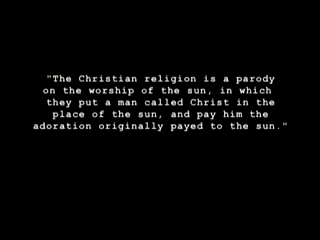 "The Christian religion is a parody
on the worship of the sun, in which
they put a man called Christ in the
place of the sun, and pay him the
adoration originally payed to the sun."